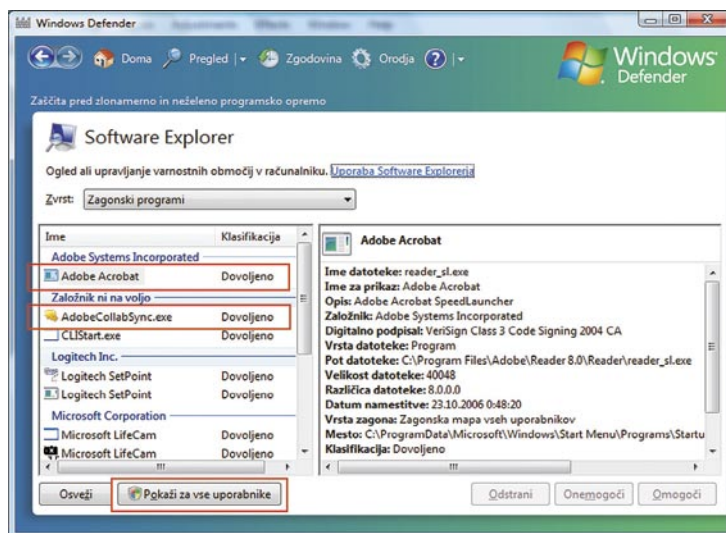 Windows Defender
Doma Pregled Zgodovina Orodja
Windows Defender
Zaščita pred zlonamerno in neželeno programsko opremo
Software Explorer
Ogled ali upravljanje varnostnih območij v računalniku. Uporaba Software Explorerja
Zvrst: Zagonski programi
Ime Klasifikacija
Adobe Systems Incorporated
Adobe Acrobat Dovoljeno
Založnik ni na voljo
AdobeCollabSync.exe Dovoljeno
CLIStart.exe Dovoljeno
Logitech Inc.
Logitech SetPoint Dovoljeno
Logitech SetPoint Dovoljeno
Microsoft Corporation
Microsoft LifeCam Dovoljeno
Microsoft LifeCam Dovoljeno
Adobe Acrobat
Ime datoteke: reader_sl.exe
Ime za prikaz: Adobe Acrobat
Opis: Adobe Acrobat SpeedLauncher
Založnik: Adobe Systems Incorporated
Digitalno podpisal: VeriSign Class 3 Code Signing 2004 CA
Vrsta datoteke: Program
Pot datoteke: C:\Program Files\Adobe\Reader 8.0\Reader\reader_sl.exe
Velikost datoteke: 40048
Različica datoteke: 8.0.0.0
Datum namestitve: 23.10.2006 0:48:20
Vrsta zagona: Zagonska mapa vseh uporabnikov
Mesto: C:\ProgramData\Microsoft\Windows\Start Menu\Programs\Startu
Klasifikacija: Dovoljeno
Osveži Pokaži za vse uporabnike Odstrani Onemogoči Omogoči